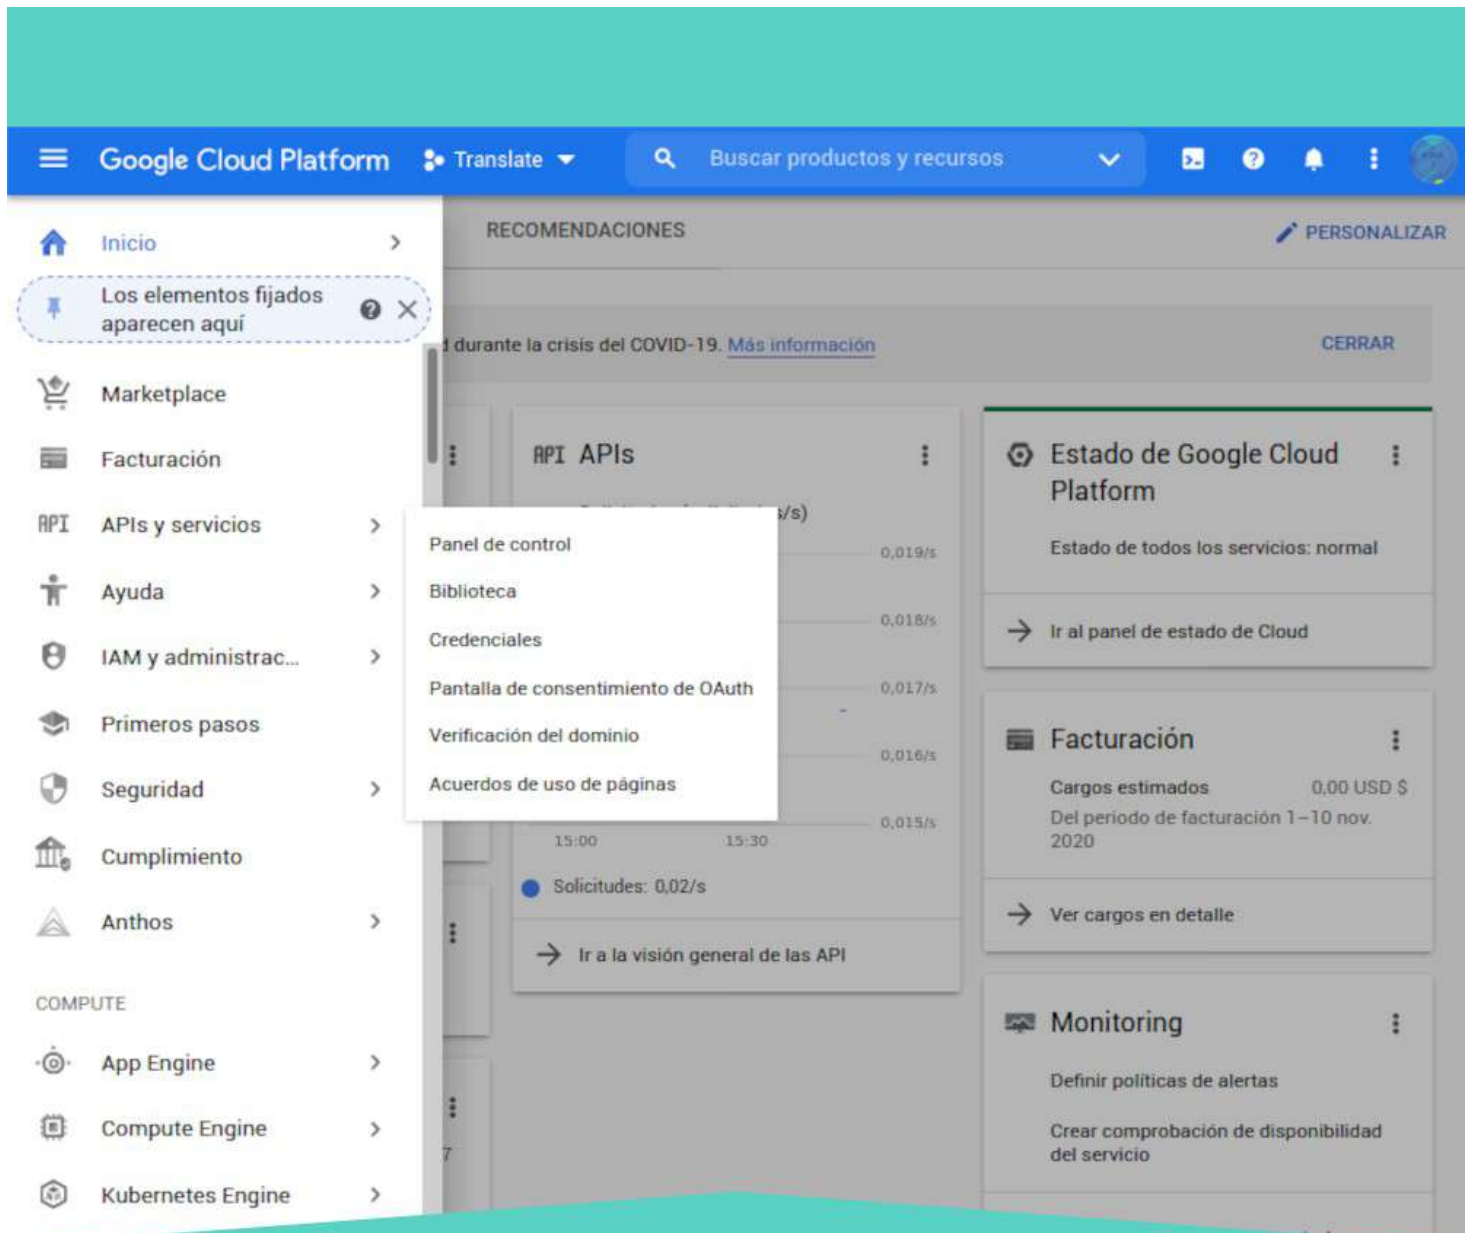 Google Cloud Platform
Translate
Buscar productos y recursos
Inicio
Los elementos fijados
aparecen aquí
Marketplace
Facturación
API
APIs y servicios
Ayuda
IAM y administrac...
Primeros pasos
Seguridad
Cumplimiento
Anthos
COMPUTE
App Engine
Compute Engine
Kubernetes Engine
Panel de control
Biblioteca
Credenciales
Pantalla de consentimiento de OAuth
Verificación del dominio
Acuerdos de uso de páginas
RECOMENDACIONES
PERSONALIZAR
durante la crisis del COVID-19. Más información
CERRAR
API APIs
s/s)
0,019/s
0,018/s
0,017/s
0,016/s
0,015/s
15:00 15:30
Solicitudes: 0,02/s
Ir a la visión general de las API
7
Estado de Google Cloud
Platform
Estado de todos los servicios: normal
Ir al panel de estado de Cloud
Facturación
Cargos estimados 0,00 USD $
Del periodo de facturación 1–10 nov.
2020
Ver cargos en detalle
Monitoring
Definir políticas de alertas
Crear comprobación de disponibilidad
del servicio